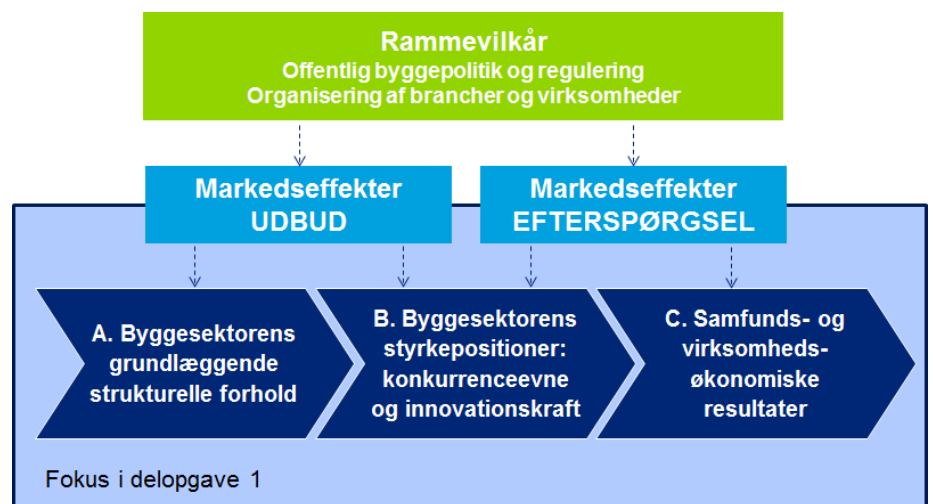 Rammevilkår
Offentlig byggepolitik og regulering
Organisering af brancher og virksomheder
Markedseffekter
UDBUD
Markedseffekter
EFTERSPØRGSEL
A. Byggesektorens
grundlæggende
strukturelle forhold
B. Byggesektorens
styrkepositioner:
konkurrenceevne
og innovationskraft
C. Samfunds- og
virksomheds-
økonomiske
resultater
Fokus i delopgave 1